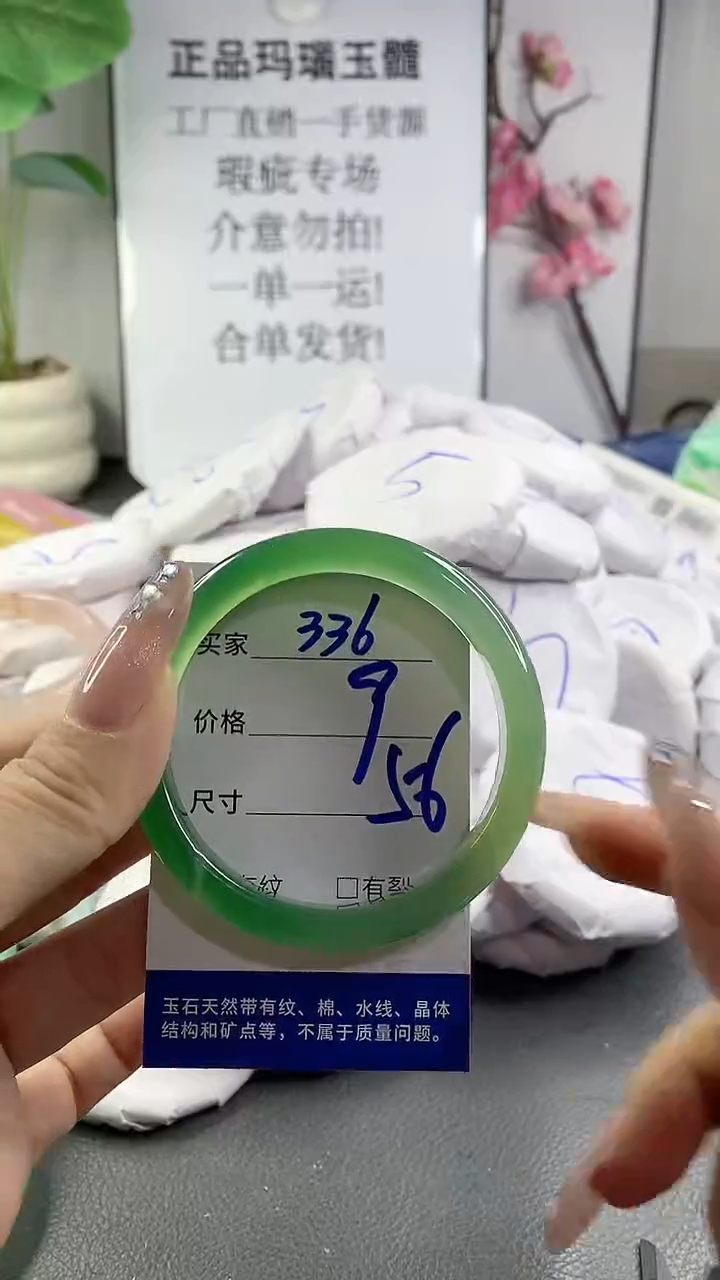 正品玛瑙玉髓
工厂直销一手货源
瑕疵专场
介意勿拍!
一单一运!
合单发货!
5
买家 336
价格 9
尺寸 56
纹 □有裂
玉石天然带有纹、棉、水线、晶体
结构和矿点等，不属于质量问题。